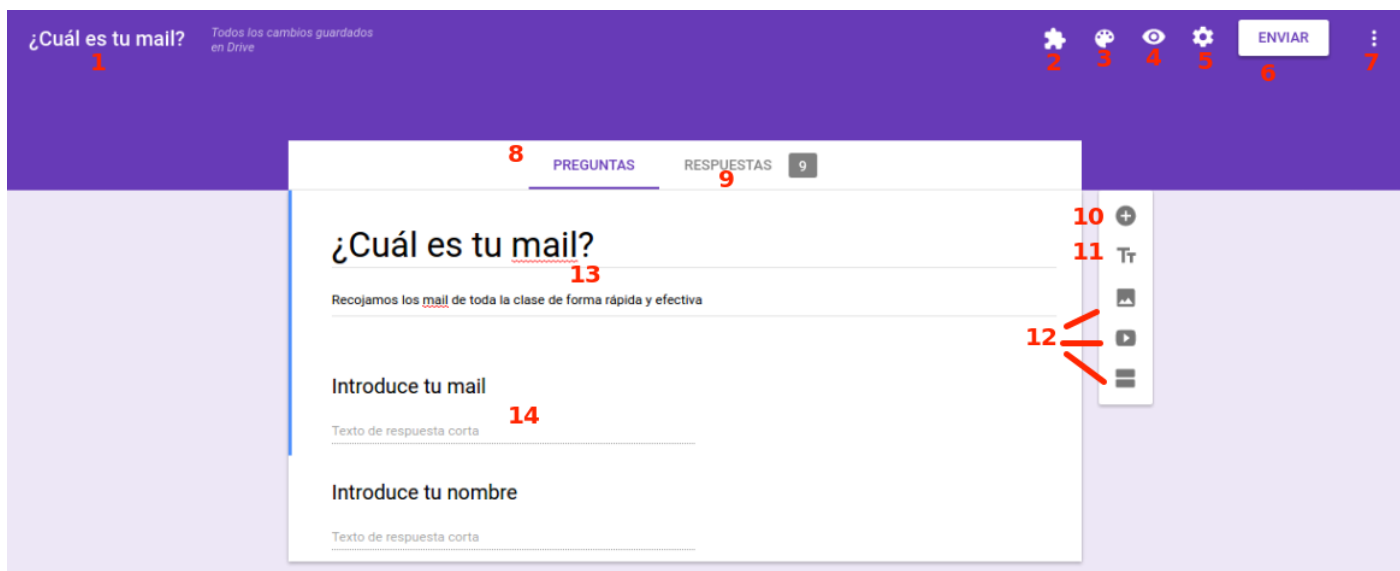 ¿Cuál es tu mail?
Todos los cambios guardados
en Drive
ENVIAR
1
2
3
4
5
6
7
8
PREGUNTAS
RESPUESTAS
9
9
10
¿Cuál es tu mail?
11
Tт
13
Recojamos los mail de toda la clase de forma rápida y efectiva
12
Introduce tu mail
14
Texto de respuesta corta
Introduce tu nombre
Texto de respuesta corta